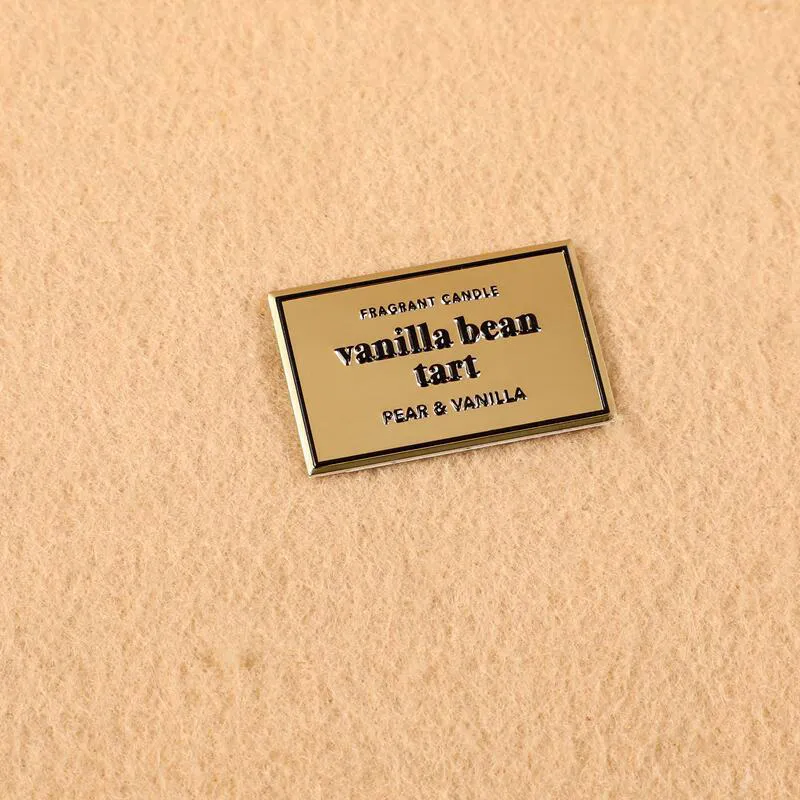 FRAGRANT CANDLE
vanilla bean
tart
PEAR & VANILLA